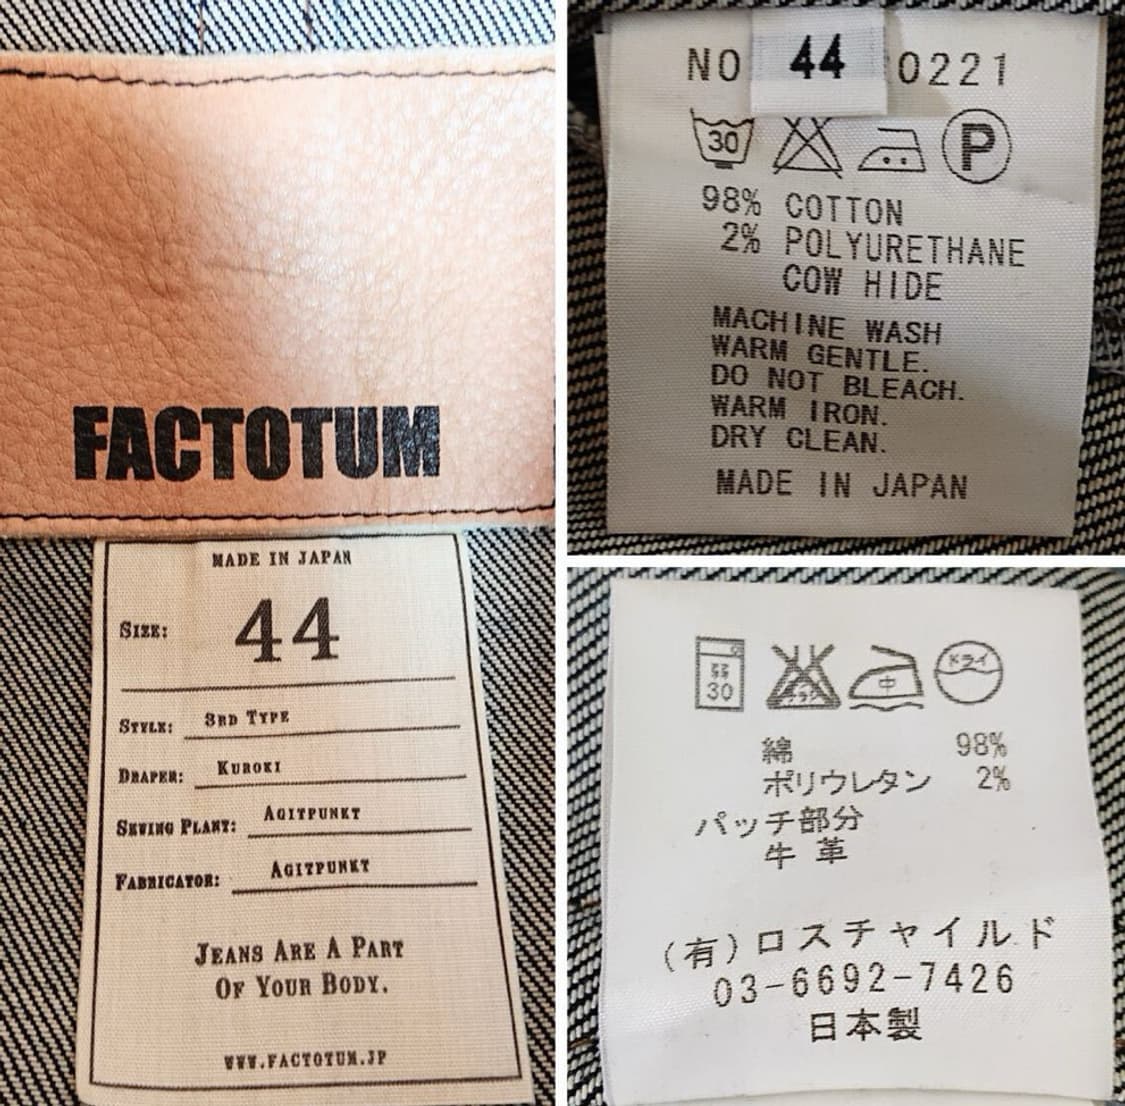 FACTOTUM
MADE IN JAPAN
SIZE: 44
STYLE: 3RD TYPE
DRAPER: KUROKI
SEWING PLANT: AGITPUNKT
FABRICATOR: AGITPUNKT
JEANS ARE A PART
OF YOUR BODY.
WWW.FACTOTUM.JP
NO 44 0221
30 P
98% COTTON
2% POLYURETHANE
COW HIDE
MACHINE WASH
WARM GENTLE.
DO NOT BLEACH.
WARM IRON.
DRY CLEAN.
MADE IN JAPAN
弱 30 中 ドライ
綿 98%
ポリウレタン 2%
パッチ部分
牛革
(有)ロスチャイルド
03-6692-7426
日本製